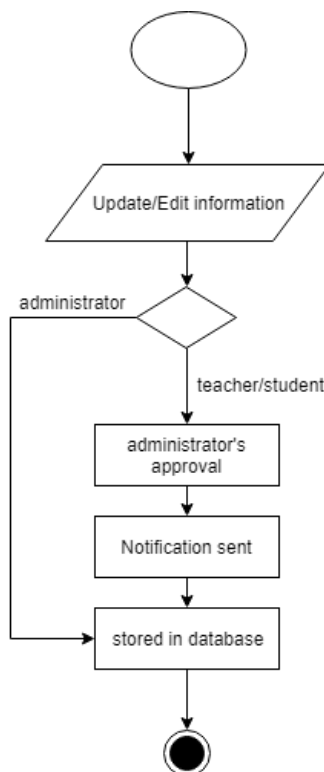 Update/Edit information
administrator
teacher/student
administrator's
approval
Notification sent
stored in database